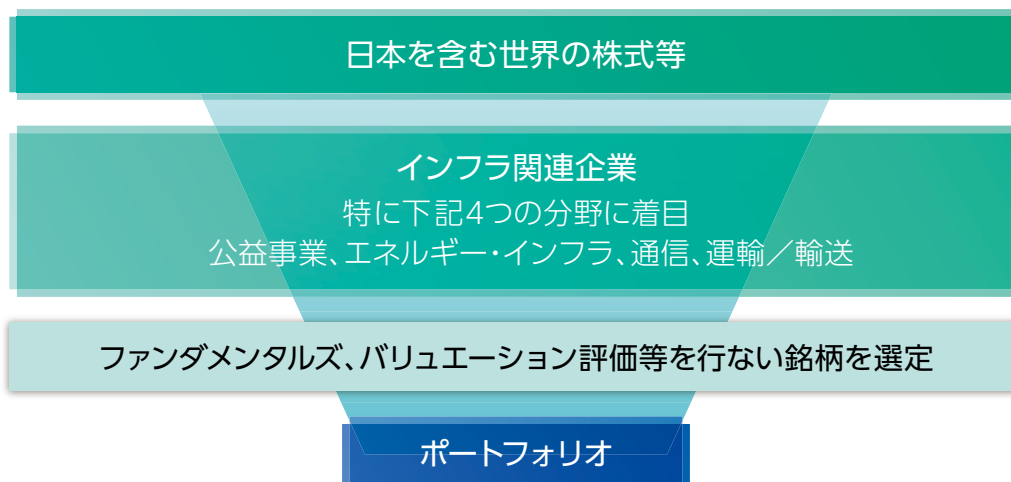 日本を含む世界の株式等
インフラ関連企業
特に下記4つの分野に着目
公益事業、エネルギー・インフラ、通信、運輸／輸送
ファンダメンタルズ、バリュエーション評価等を行ない銘柄を選定
ポートフォリオ